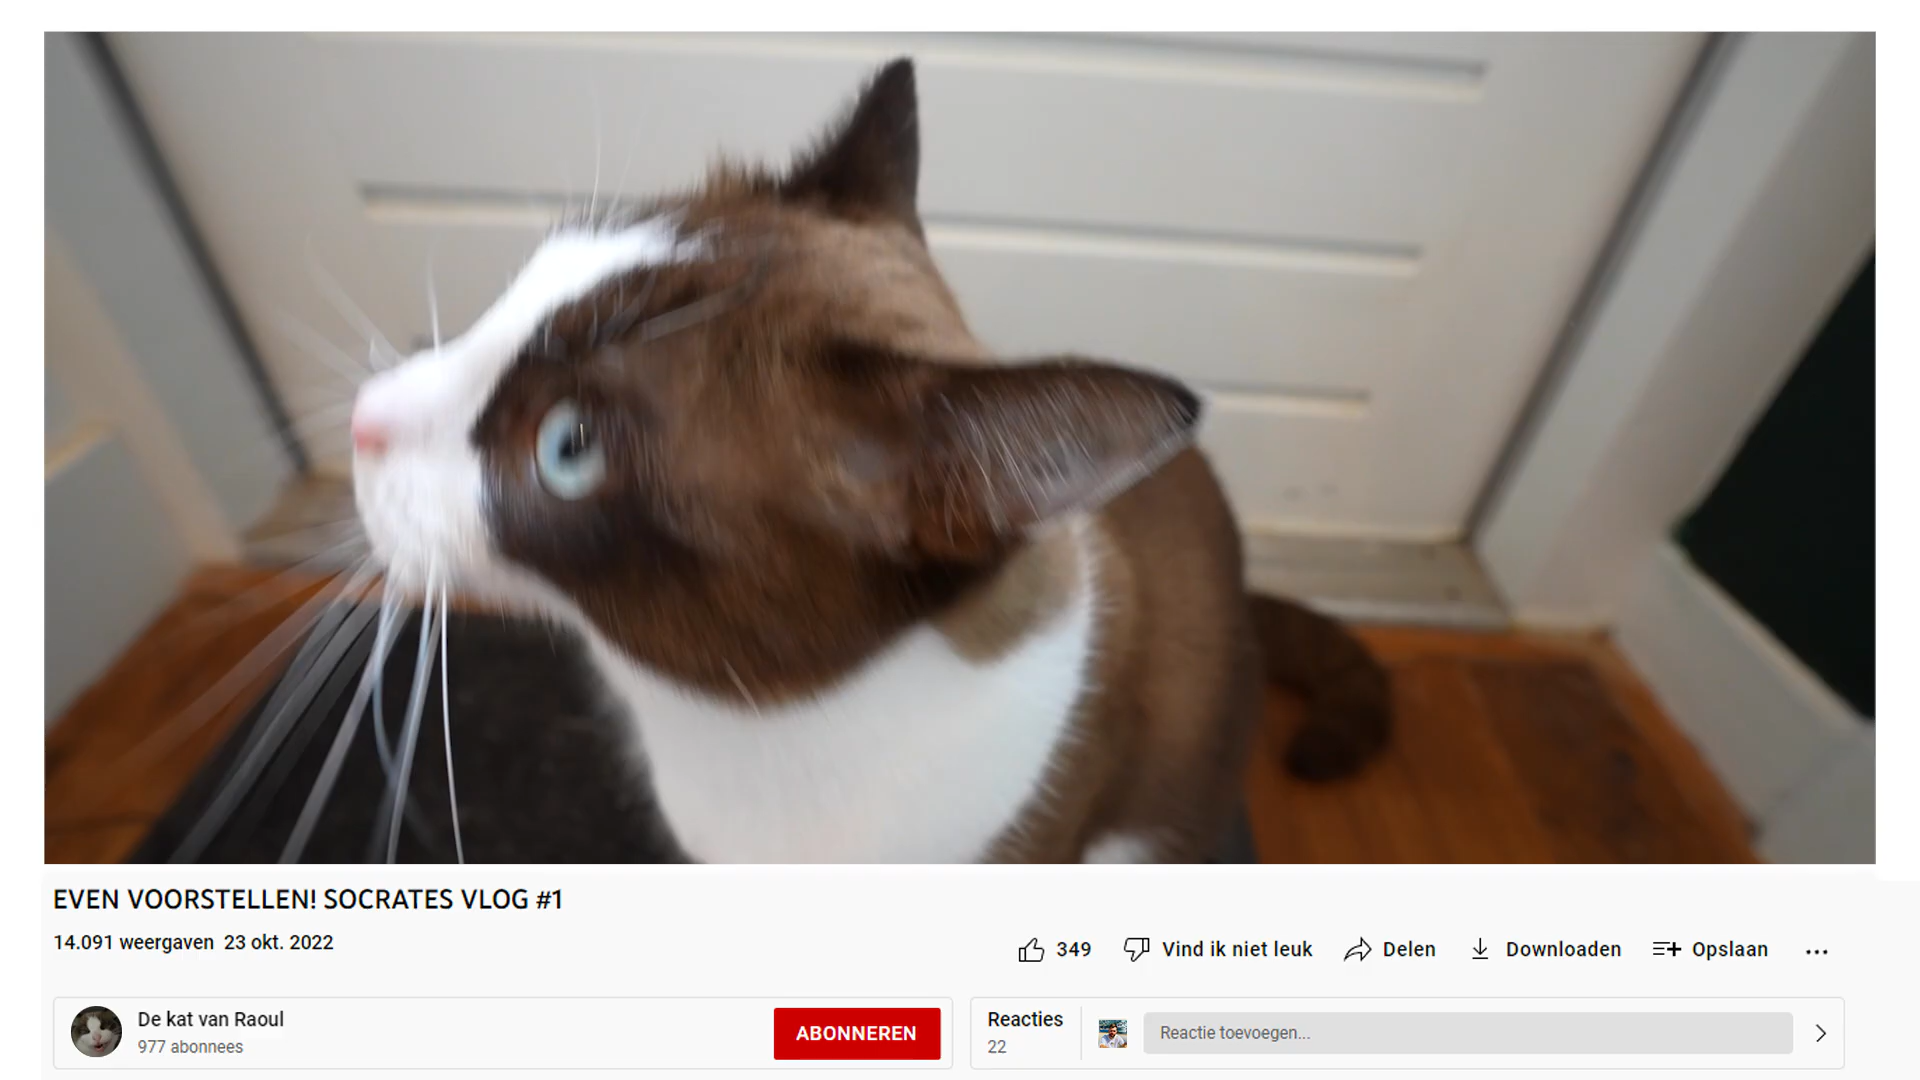 EVEN VOORSTELLEN! SOCRATES VLOG #1
14.091 weergaven 23 okt. 2022
349 Vind ik niet leuk Delen Downloaden Opslaan ...
De kat van Raoul
977 abonnees
ABONNEREN
Reacties
22
Reactie toevoegen...